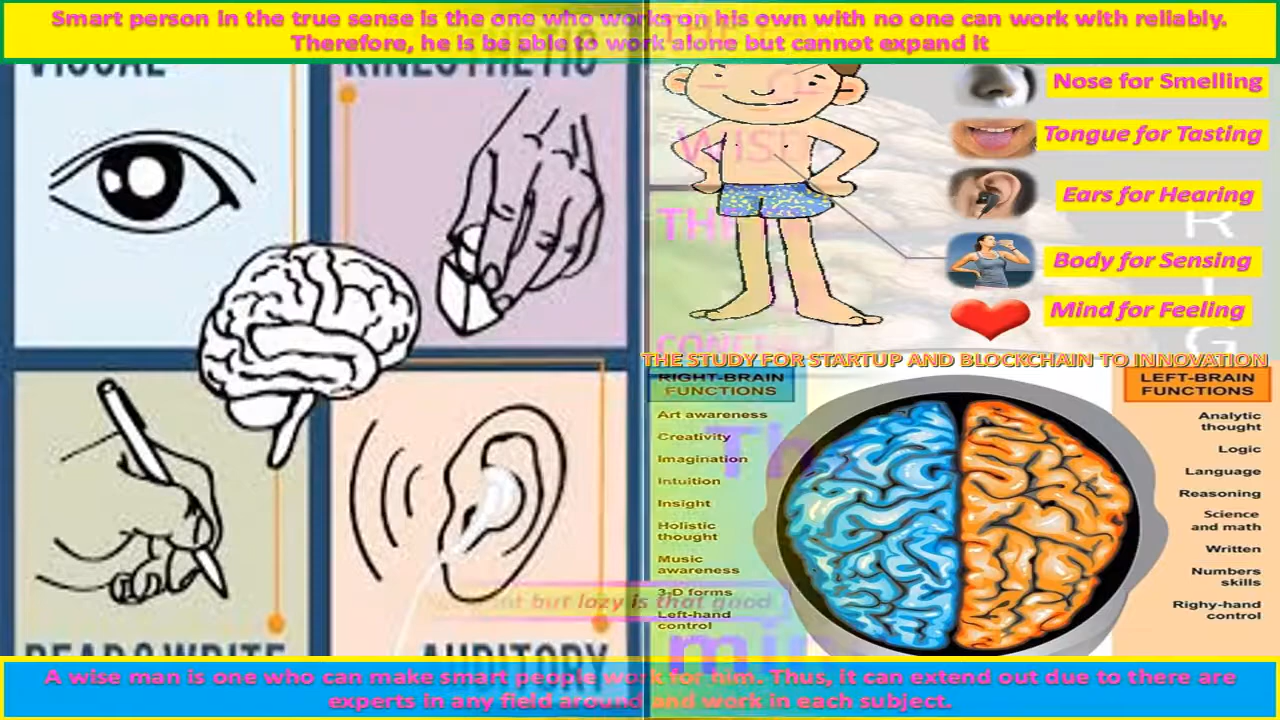 Smart person in the true sense is the one who works on his own with no one can work with reliably.
Therefore, he is be able to work alone but cannot expand it
VISUAL
KINESTHETIC
READ&WRITE
AUDITORY
Nose for Smelling
Tongue for Tasting
Ears for Hearing
Body for Sensing
Mind for Feeling
THE STUDY FOR STARTUP AND BLOCKCHAIN TO INNOVATION
RIGHT-BRAIN
FUNCTIONS
Art awareness
Creativity
Imagination
Intuition
Insight
Holistic
thought
Music
awareness
3-D forms
Left-hand
control
LEFT-BRAIN
FUNCTIONS
Analytic
thought
Logic
Language
Reasoning
Science
and math
Written
Numbers
skills
Righy-hand
control
but lazy is that good
A wise man is one who can make smart people work for him. Thus, it can extend out due to there are
experts in any field around and work in each subject.